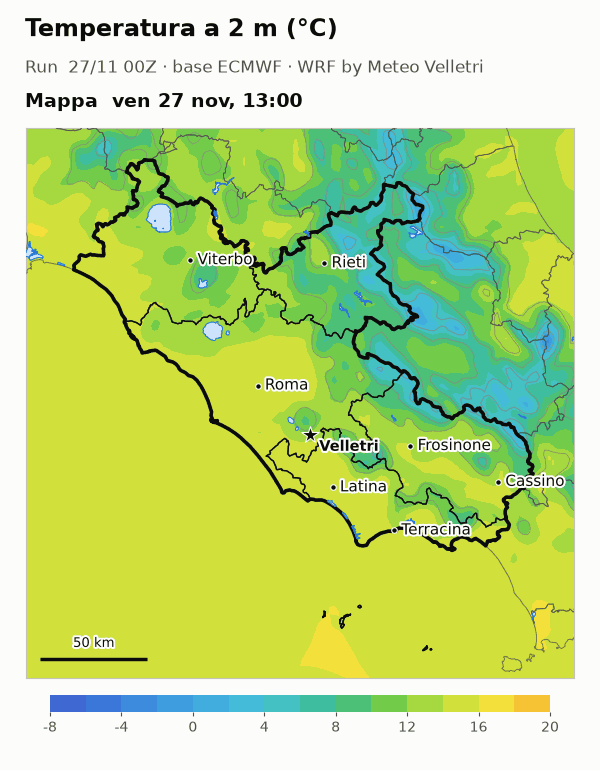 Temperatura a 2 m (°C)
Run  27/11 00Z · base ECMWF · WRF by Meteo Velletri
Mappa  ven 27 nov, 13:00
Viterbo
Rieti
Roma
Velletri
Frosinone
Latina
Cassino
Terracina
50 km
-8 -4 0 4 8 12 16 20